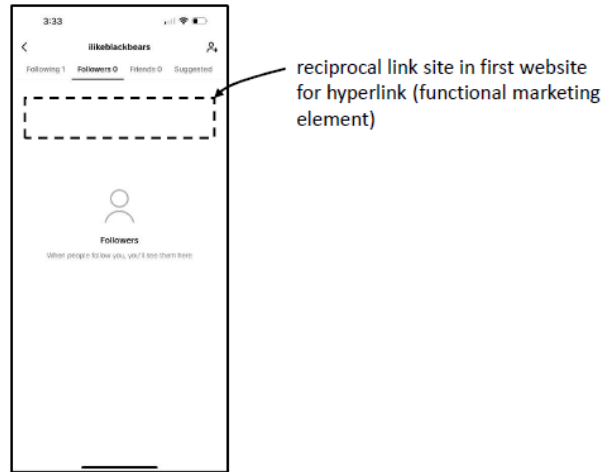 3:33
ilikeblackbears
Following 1 Followers 0 Friends 0 Suggested
reciprocal link site in first website
for hyperlink (functional marketing
element)
Followers
When people follow you, you'll see them here